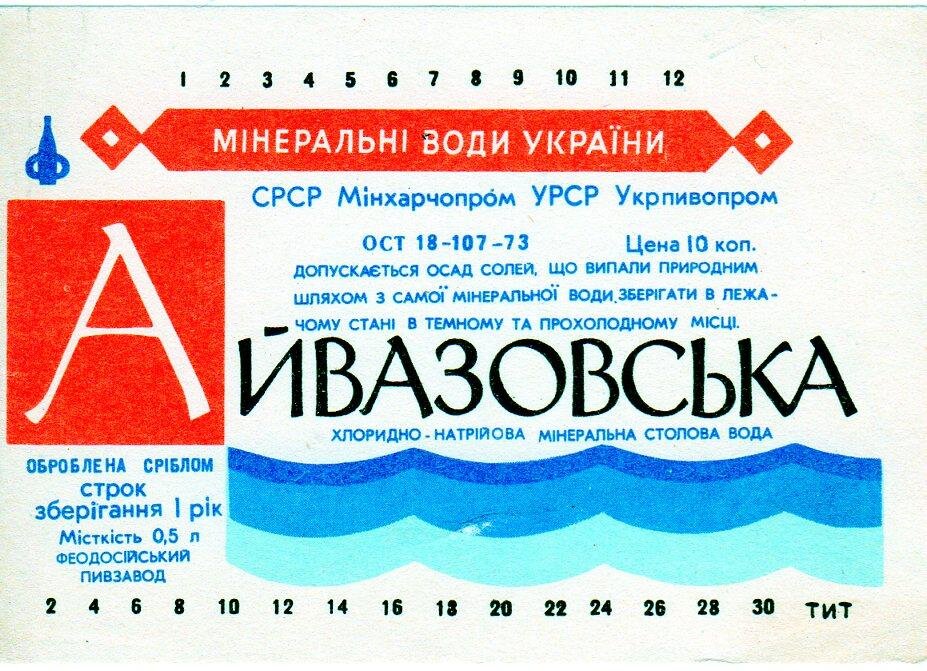 1 2 3 4 5 6 7 8 9 10 11 12
МІНЕРАЛЬНІ ВОДИ УКРАЇНИ
СРСР Мінхарчопром УРСР Укрпивопром
ОСТ 18-107-73 Цена 10 коп.
ДОПУСКАЄТЬСЯ ОСАД СОЛЕЙ, ЩО ВИПАЛИ ПРИРОДНИМ
ШЛЯХОМ З САМОЇ МІНЕРАЛЬНОЇ ВОДИ. ЗБЕРІГАТИ В ЛЕЖА-
ЧОМУ СТАНІ В ТЕМНОМУ ТА ПРОХОЛОДНОМУ МІСЦІ.
АЙВАЗОВСЬКА
ХЛОРИДНО-НАТРІЙОВА МІНЕРАЛЬНА СТОЛОВА ВОДА
ОБРОБЛЕНА СРІБЛОМ
строк
зберігання 1 рік
Місткість 0,5 л
ФЕОДОСІЙСЬКИЙ
ПИВЗАВОД
2 4 6 8 10 12 14 16 18 20 22 24 26 28 30 ТИТ